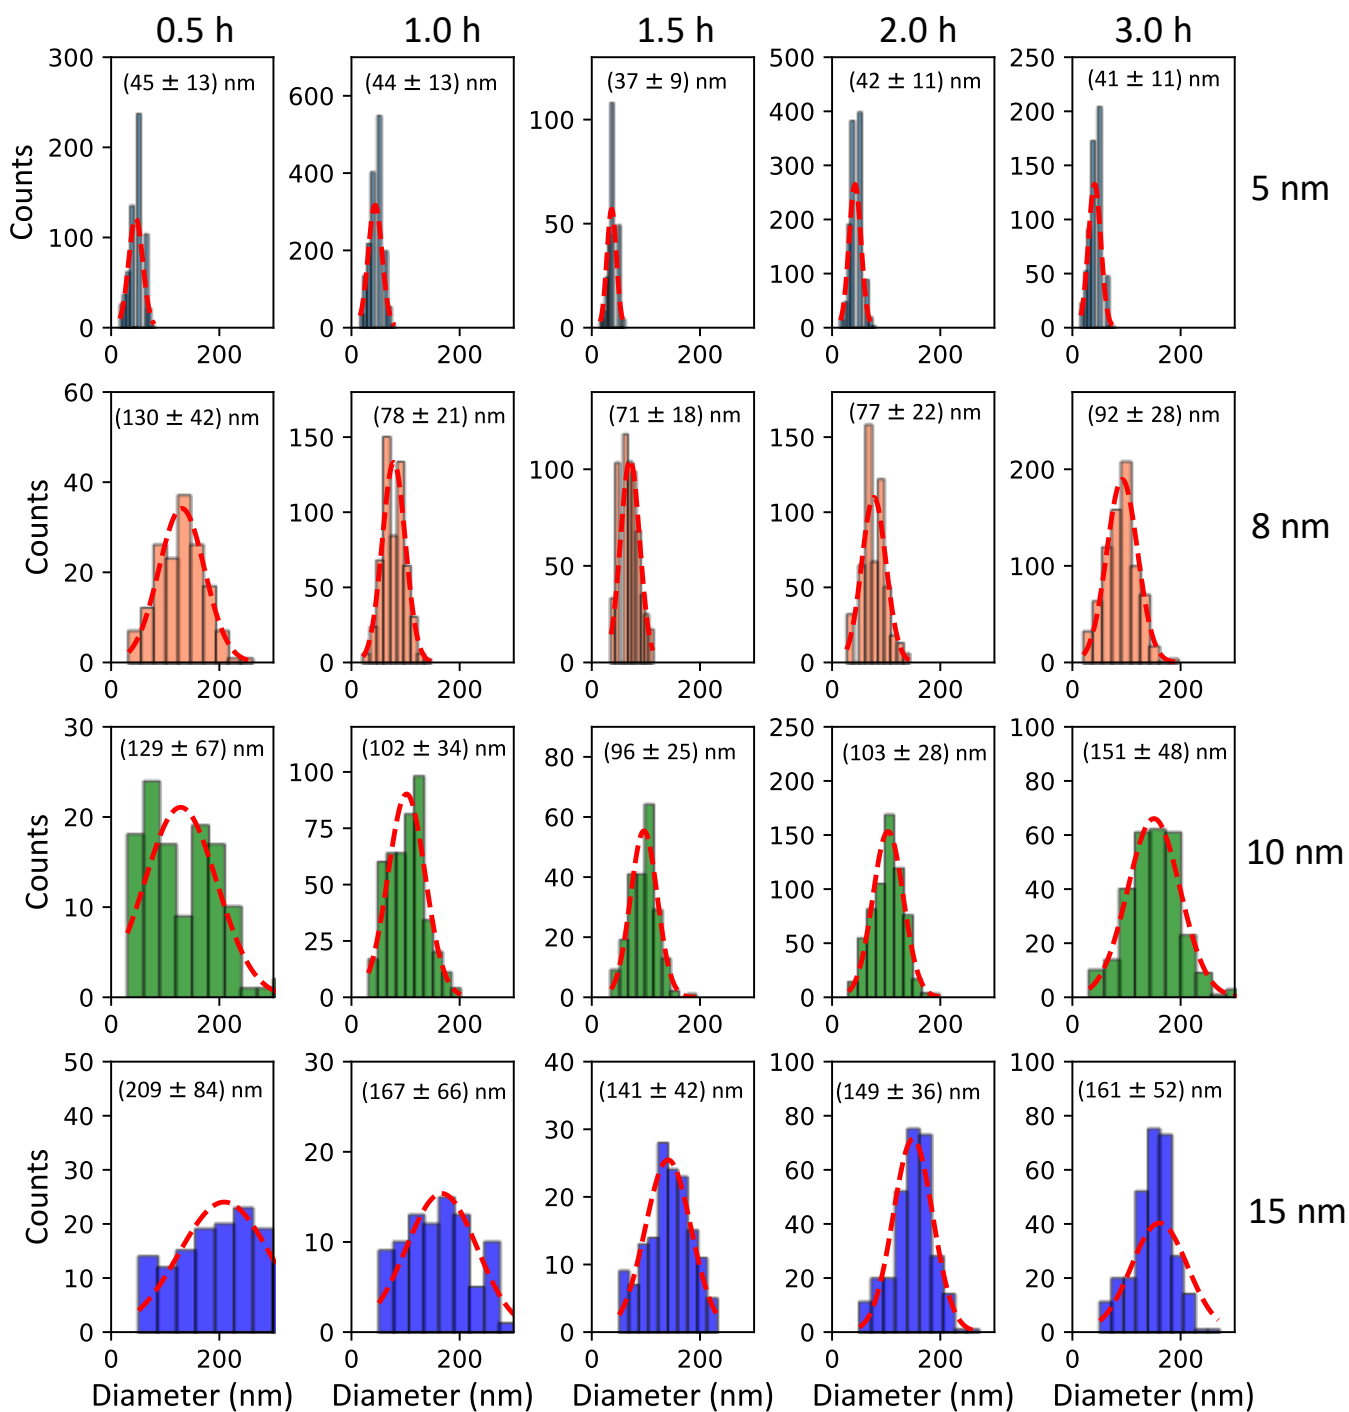 0.5 h 1.0 h 1.5 h 2.0 h 3.0 h
300 500 250
(45 ± 13) nm (44 ± 13) nm (37 ± 9) nm (42 ± 11) nm (41 ± 11) nm
600 400 200
200 100
Counts 400 300 150 5 nm
100 50 200 100
200 100 50
0 0 0 0 0
0 200 0 200 0 200 0 200 0 200
60
(130 ± 42) nm (78 ± 21) nm (71 ± 18) nm (77 ± 22) nm (92 ± 28) nm
150 150
40 100 200
Counts 100 100 8 nm
20 50 50 50 100
0 0 0 0 0
0 200 0 200 0 200 0 200 0 200
30 250 100
(129 ± 67) nm (102 ± 34) nm (96 ± 25) nm (103 ± 28) nm (151 ± 48) nm
100 80 200 80
20 75 60 150 60
Counts 50 40 100 40 10 nm
10 25 20 50 20
0 0 0 0 0
0 200 0 200 0 200 0 200 0 200
50 30 40 100 100
(209 ± 84) nm (167 ± 66) nm (141 ± 42) nm (149 ± 36) nm (161 ± 52) nm
40 30 80 80
30 20 60 60
Counts 20 20 40 40 15 nm
10 10 10 20 20
0 0 0 0 0
0 200 0 200 0 200 0 200 0 200
Diameter (nm) Diameter (nm) Diameter (nm) Diameter (nm) Diameter (nm)